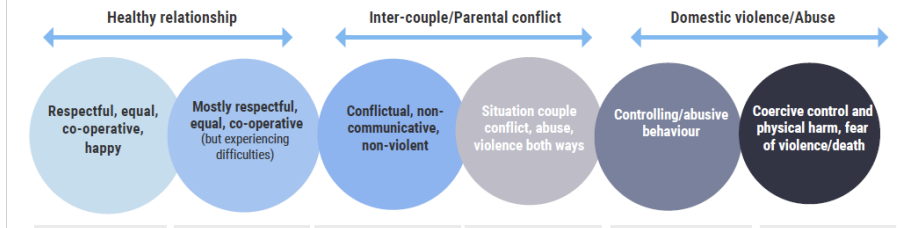 Healthy relationship
Inter-couple/Parental conflict
Domestic violence/Abuse
Respectful, equal,
co-operative,
happy
Mostly respectful,
equal, co-operative
(but experiencing
difficulties)
Conflictual, non-
communicative,
non-violent
Situation couple
conflict, abuse,
violence both ways
Controlling/abusive
behaviour
Coercive control and
physical harm, fear
of violence/death